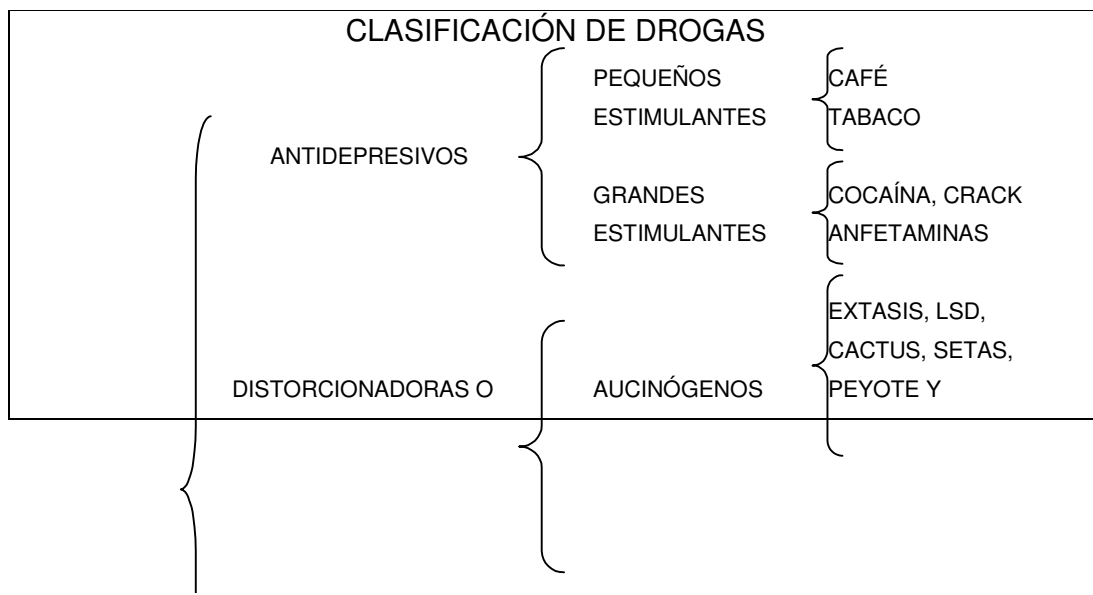 CLASIFICACIÓN DE DROGAS
ANTIDEPRESIVOS
PEQUEÑOS
ESTIMULANTES
CAFÉ
TABACO
GRANDES
ESTIMULANTES
COCAÍNA, CRACK
ANFETAMINAS
DISTORCIONADORAS O
AUCINÓGENOS
EXTASIS, LSD,
CACTUS, SETAS,
PEYOTE Y